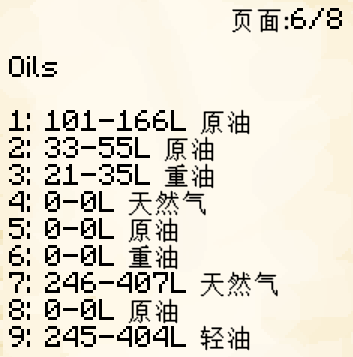 页面:6/8
Oils
1: 101-166L 原油
2: 33-55L 原油
3: 21-35L 重油
4: 0-0L 天然气
5: 0-0L 原油
6: 0-0L 重油
7: 246-407L 天然气
8: 0-0L 原油
9: 245-404L 轻油